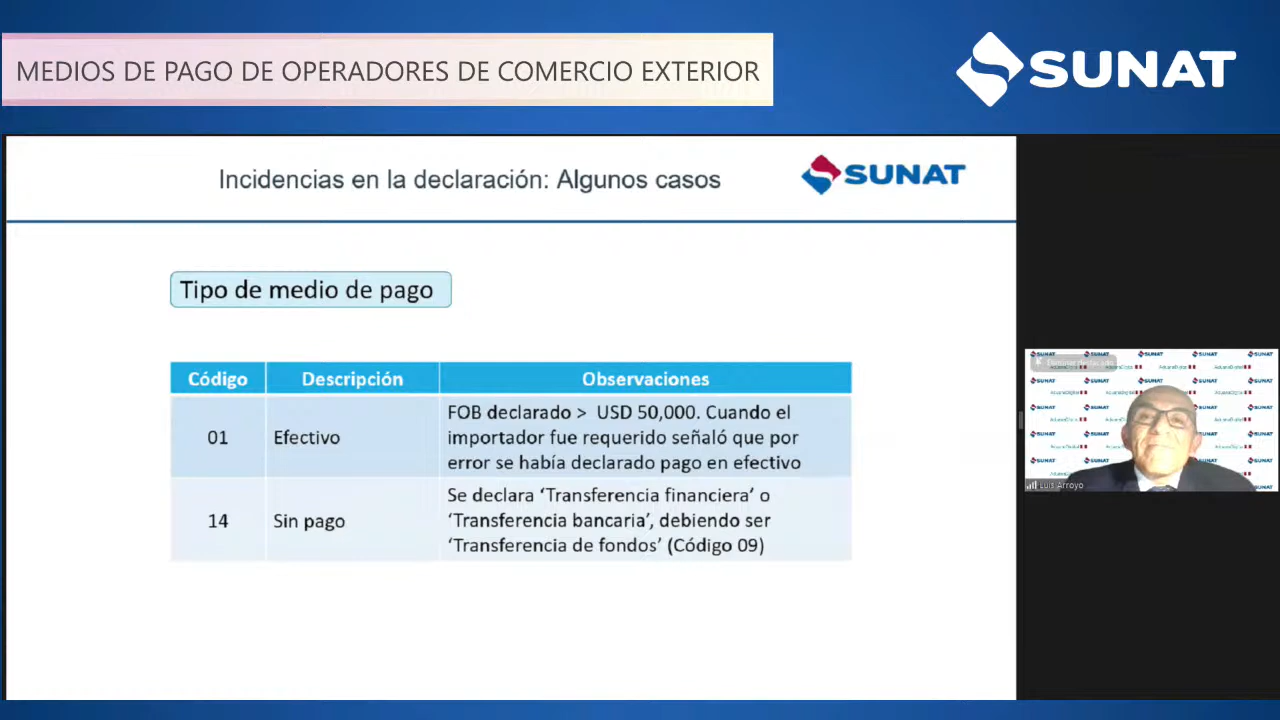 MEDIOS DE PAGO DE OPERADORES DE COMERCIO EXTERIOR
SUNAT
Incidencias en la declaración: Algunos casos
SUNAT
Tipo de medio de pago
Código Descripción Observaciones
01 Efectivo FOB declarado > USD 50,000. Cuando el
importador fue requerido señaló que por
error se habia declarado pago en efectivo
14 Sin pago Se declara ‘Transferencia financiera’ o
‘Transferencia bancaria’, debiendo ser
‘Transferencia de fondos’ (Código 09)
SUNAT
Luis Arroyo